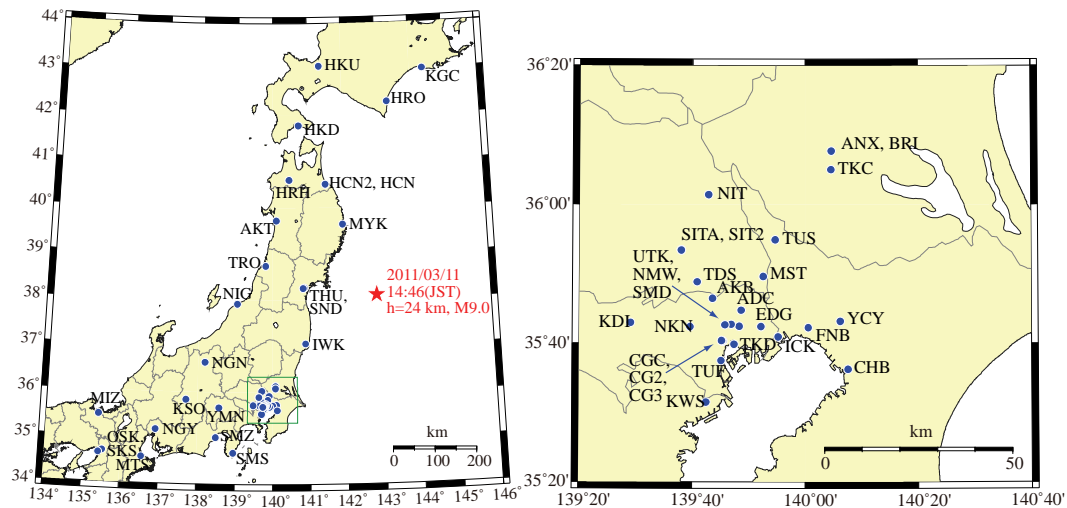 44°
43°
42°
41°
40°
39°
38°
37°
36°
35°
34°
134°
135°
136°
137°
138°
139°
140°
141°
142°
143°
144°
145°
146°
HKU
KGC
HRO
HKD
HRH
HCN2, HCN
AKT
MYK
TRO
NIG
THU,
SND
2011/03/11
14:46(JST)
h=24 km, M9.0
IWK
NGN
MIZ
KSO
YMN
OSK,
SKS
NGY
SMZ
MTS
SMS
km
0 100 200
36°20'
36°00'
35°40'
35°20'
139°20'
139°40'
140°00'
140°20'
140°40'
ANX, BRI
TKC
NIT
SITA, SIT2
TUS
UTK,
NMW,
SMD
TDS
MST
AKB
ADC
EDG
KDI
NKN
YCY
FNB
TKD
ICK
CGC,
CG2,
CG3
TUF
CHB
KWS
km
0 50